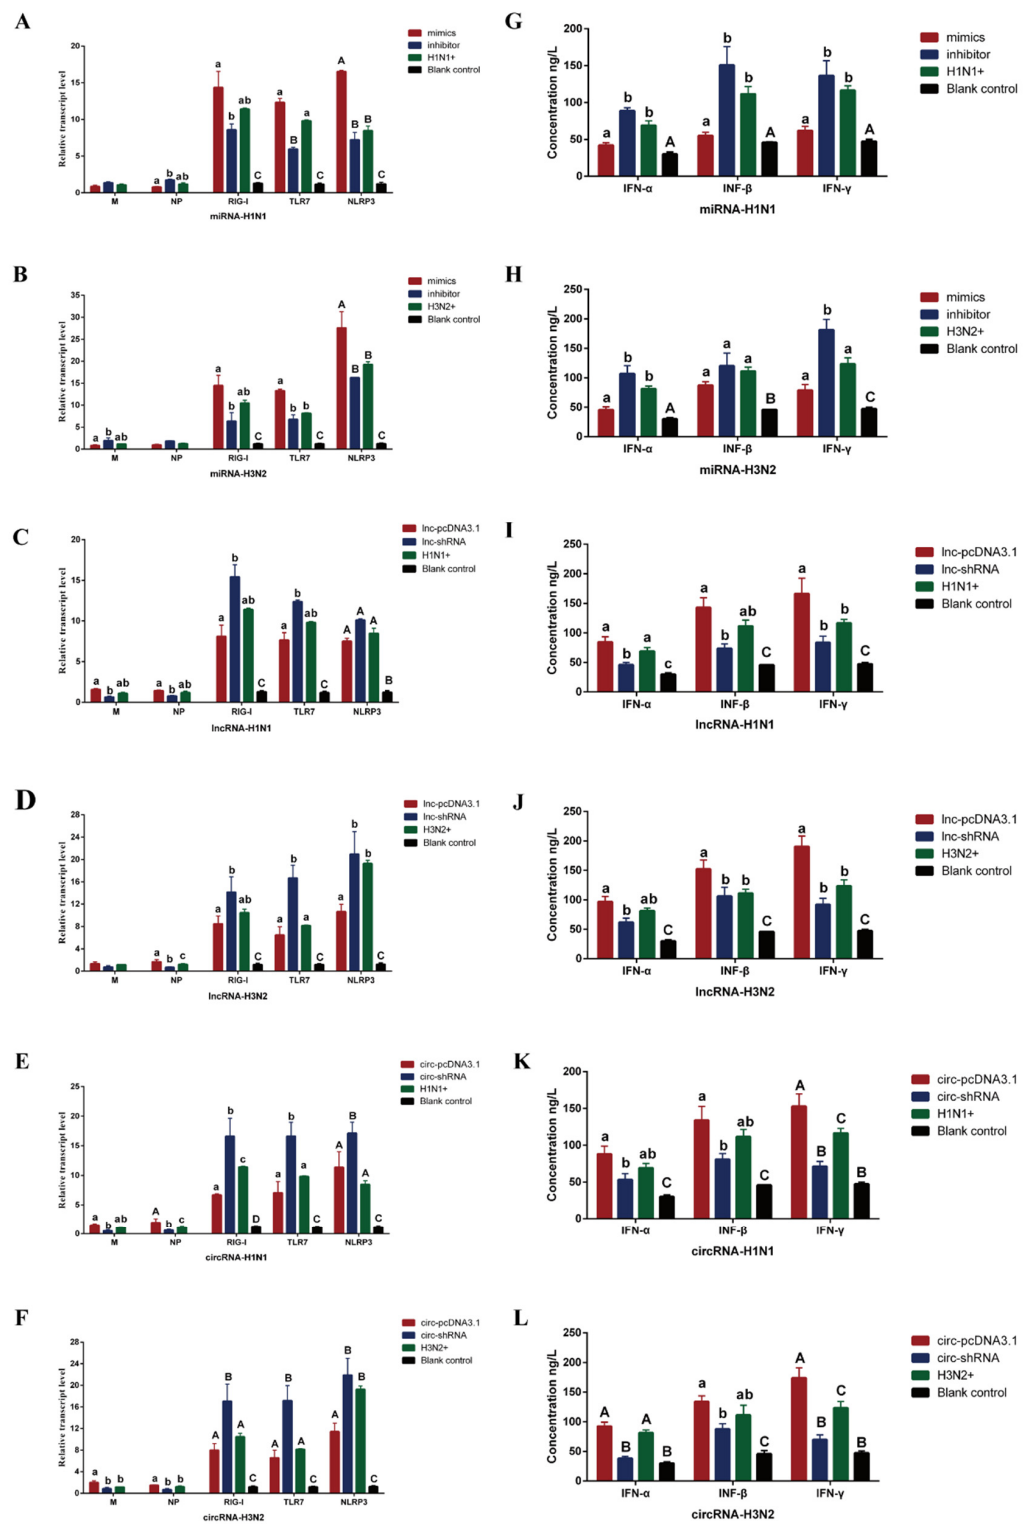 A
mimics
inhibitor
H1N1+
Blank control
Relative transcript level
20
15
10
5
0
a b ab C
a B a C
A B B C
a b ab
M NP RIG-I TLR7 NLRP3
miRNA-H1N1
G
mimics
inhibitor
H1N1+
Blank control
Concentration ng/L
200
150
100
50
0
a b b A
a b b A
a b b A
IFN-α INF-β IFN-γ
miRNA-H1N1
B
mimics
inhibitor
H3N2+
Blank control
Relative transcript level
35
30
25
20
15
10
5
0
a b ab
a b ab C
a b b C
A B B C
M NP RIG-I TLR7 NLRP3
miRNA-H3N2
H
mimics
inhibitor
H3N2+
Blank control
Concentration ng/L
250
200
150
100
50
0
a b b A
a a a B
a b a C
IFN-α INF-β IFN-γ
miRNA-H3N2
C
lnc-pcDNA3.1
lnc-shRNA
H1N1+
Blank control
Relative transcript level
20
15
10
5
0
a b ab
a b ab
a b ab C
a b ab C
A A A B
M NP RIG-I TLR7 NLRP3
lncRNA-H1N1
I
lnc-pcDNA3.1
lnc-shRNA
H1N1+
Blank control
Concentration ng/L
250
200
150
100
50
0
a b a c
a b ab C
a b b C
IFN-α INF-β IFN-γ
lncRNA-H1N1
D
lnc-pcDNA3.1
lnc-shRNA
H3N2+
Blank control
Relative transcript level
28
24
20
16
12
8
4
0
a b c
a b ab C
a b a C
a b b C
M NP RIG-I TLR7 NLRP3
lncRNA-H3N2
J
lnc-pcDNA3.1
lnc-shRNA
H3N2+
Blank control
Concentration ng/L
250
200
150
100
50
0
a b ab C
a b b C
a b b C
IFN-α INF-β IFN-γ
lncRNA-H3N2
E
circ-pcDNA3.1
circ-shRNA
H1N1+
Blank control
Relative transcript level
25
20
15
10
5
0
a b ab
A b c
a b c D
a b a C
A B A C
M NP RIG-I TLR7 NLRP3
circRNA-H1N1
K
circ-pcDNA3.1
circ-shRNA
H1N1+
Blank control
Concentration ng/L
200
150
100
50
0
a b ab C
a b ab C
A B C B
IFN-α INF-β IFN-γ
circRNA-H1N1
F
circ-pcDNA3.1
circ-shRNA
H3N2+
Blank control
Relative transcript level
28
24
20
16
12
8
4
0
a b b
a b c
A B A C
A B A C
A B B C
M NP RIG-I TLR7 NLRP3
circRNA-H3N2
L
circ-pcDNA3.1
circ-shRNA
H3N2+
Blank control
Concentration ng/L
250
200
150
100
50
0
A B A B
a b ab C
A B C B
IFN-α INF-β IFN-γ
circRNA-H3N2